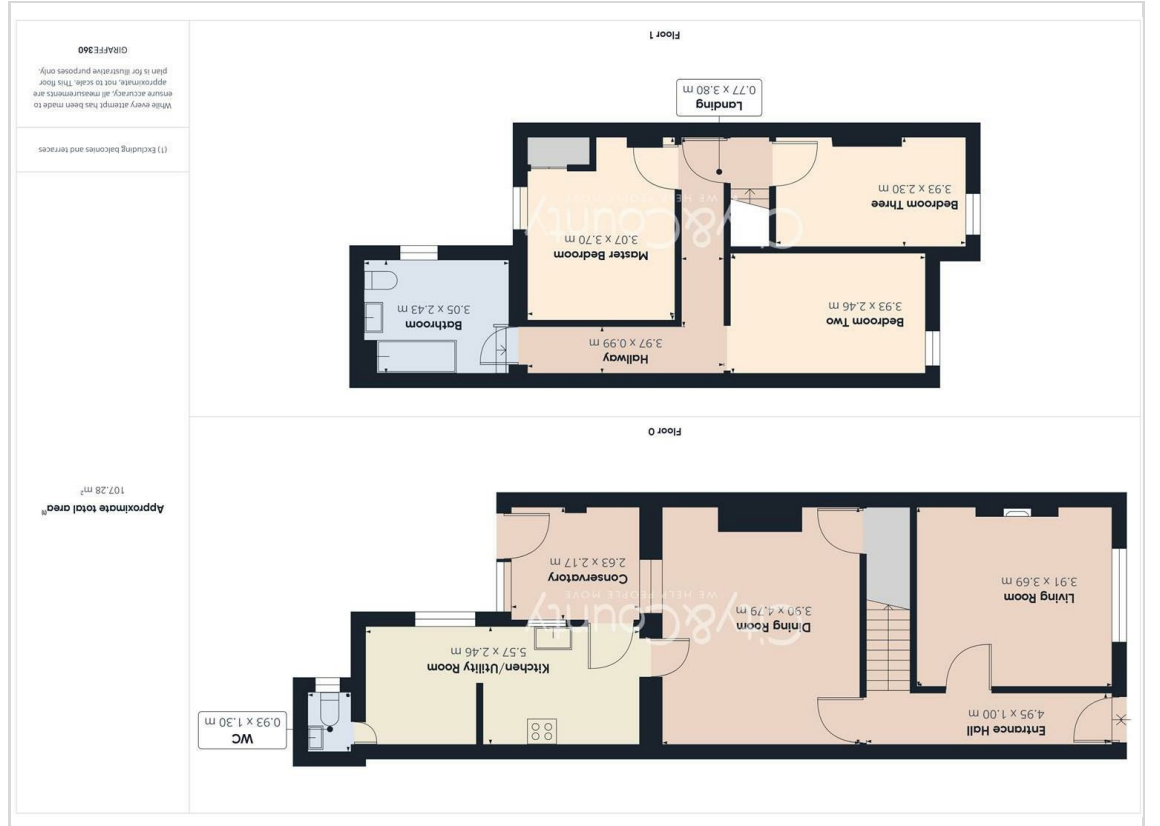 Floor 0
Entrance Hall
4.95 x 1.00 m
Living Room
3.91 x 3.69 m
Dining Room
3.90 x 4.79 m
Kitchen/Utility Room
5.57 x 2.46 m
WC
0.93 x 1.30 m
Conservatory
2.63 x 2.17 m
City&County
WE HELP PEOPLE MOVE
Floor 1
Bedroom Two
3.93 x 2.46 m
Hallway
3.97 x 0.99 m
Bathroom
3.05 x 2.43 m
Master Bedroom
3.07 x 3.70 m
Bedroom Three
3.93 x 2.30 m
Landing
0.77 x 3.80 m
City&County
WE HELP PEOPLE MOVE
Approximate total area(1)
107.28 m²
(1) Excluding balconies and terraces
While every attempt has been made to
ensure accuracy, all measurements are
approximate, not to scale. This floor
plan is for illustrative purposes only.
GIRAFFE360